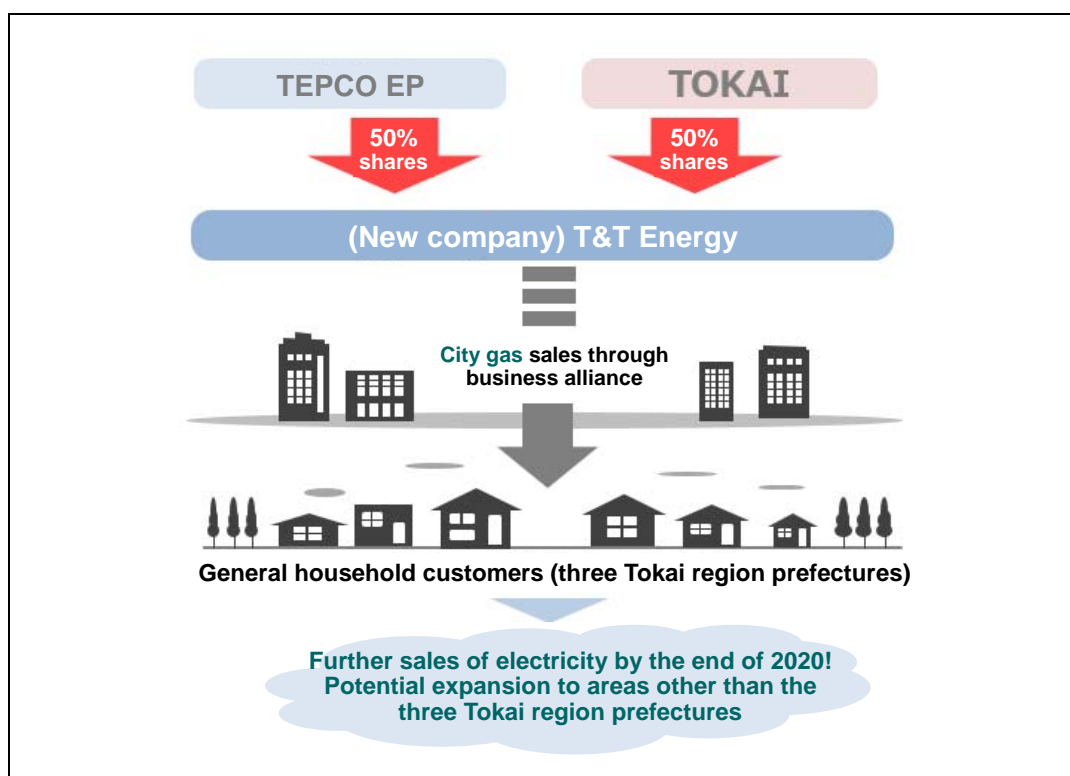 TEPCO EP
TOKAI
50%
shares
50%
shares
(New company) T&T Energy
City gas sales through
business alliance
General household customers (three Tokai region prefectures)
Further sales of electricity by the end of 2020!
Potential expansion to areas other than the
three Tokai region prefectures